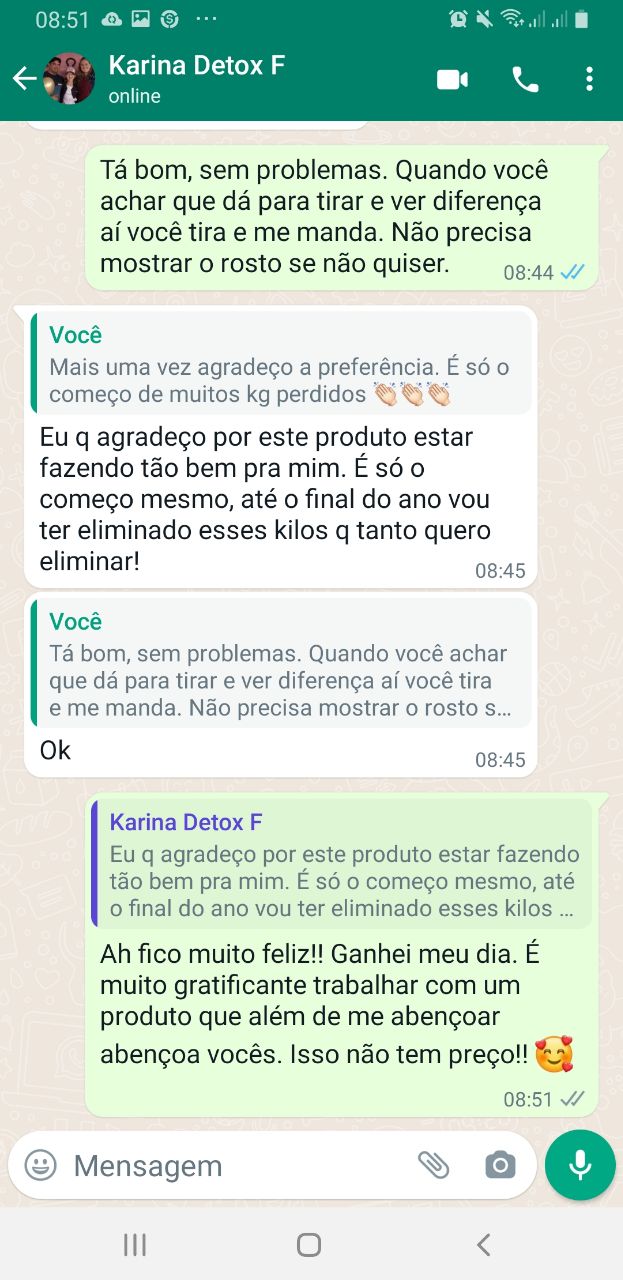 08:51
Karina Detox F
online
Tá bom, sem problemas. Quando você
achar que dá para tirar e ver diferença
aí você tira e me manda. Não precisa
mostrar o rosto se não quiser.
08:44
Você
Mais uma vez agradeço a preferência. É só o
começo de muitos kg perdidos 👏🏻👏🏻👏🏻
Eu q agradeço por este produto estar
fazendo tão bem pra mim. É só o
começo mesmo, até o final do ano vou
ter eliminado esses kilos q tanto quero
eliminar!
08:45
Você
Tá bom, sem problemas. Quando você achar
que dá para tirar e ver diferença aí você tira
e me manda. Não precisa mostrar o rosto s...
Ok
08:45
Karina Detox F
Eu q agradeço por este produto estar fazendo
tão bem pra mim. É só o começo mesmo, até
o final do ano vou ter eliminado esses kilos ...
Ah fico muito feliz!! Ganhei meu dia. É
muito gratificante trabalhar com um
produto que além de me abençoar
abençoa vocês. Isso não tem preço!! 🥰
08:51
Mensagem